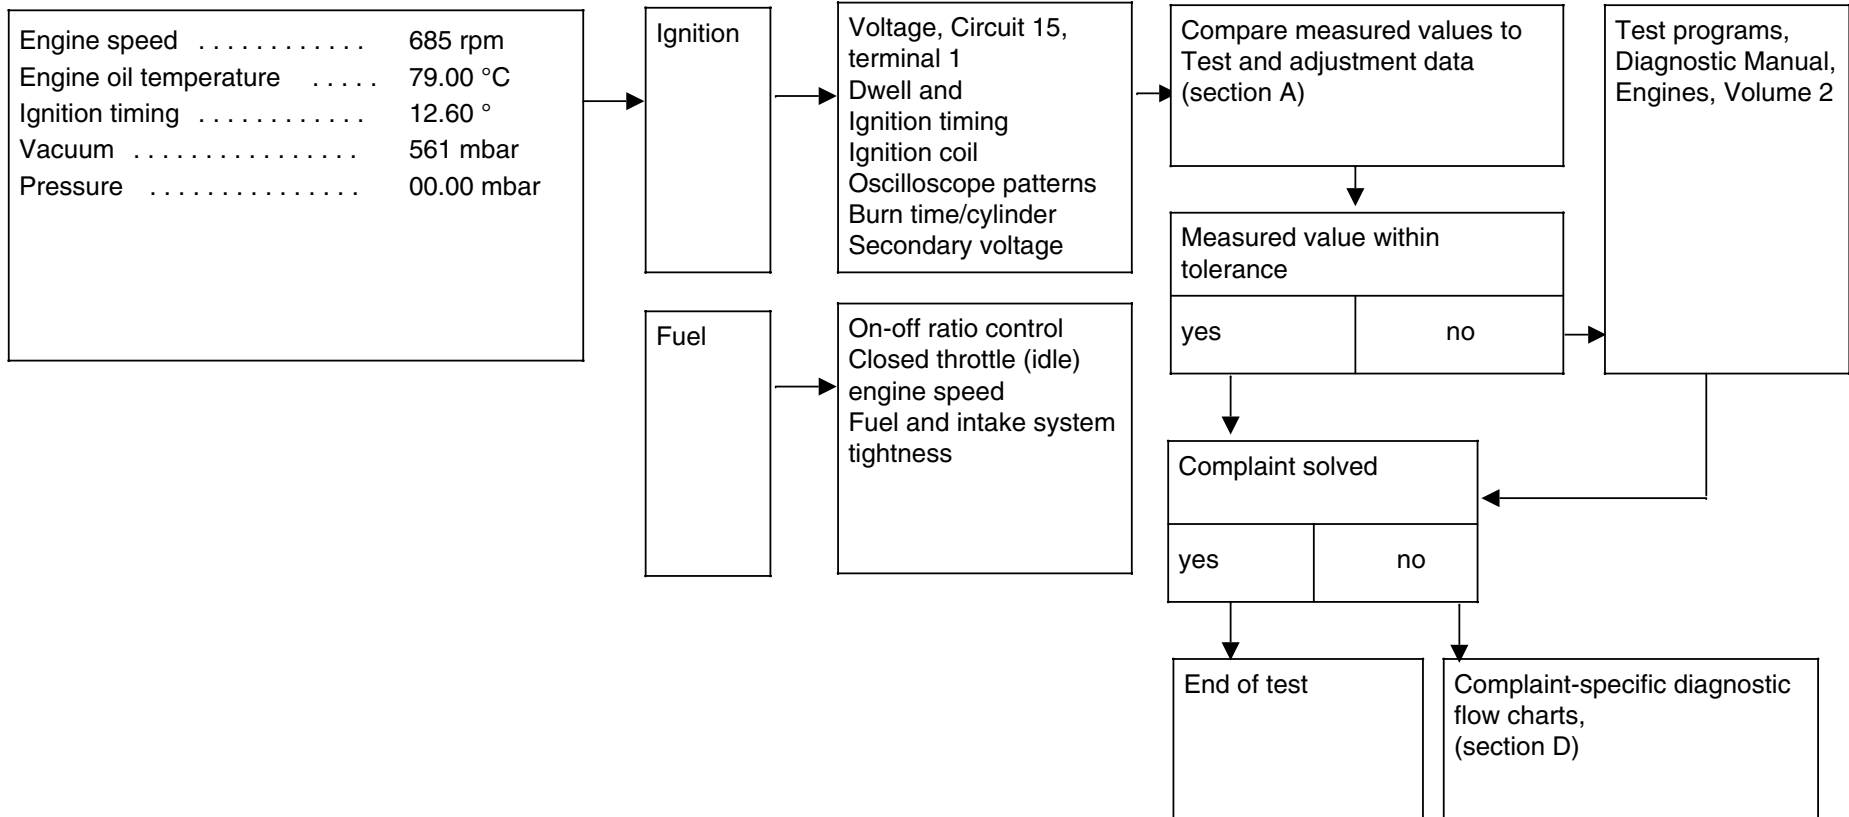 Engine speed . . . . . . . . . . . . 685 rpm
Engine oil temperature . . . . . 79.00 °C
Ignition timing . . . . . . . . . . . . 12.60 °
Vacuum . . . . . . . . . . . . . . . . 561 mbar
Pressure . . . . . . . . . . . . . . . 00.00 mbar
Ignition
Voltage, Circuit 15,
terminal 1
Dwell and
Ignition timing
Ignition coil
Oscilloscope patterns
Burn time/cylinder
Secondary voltage
Compare measured values to
Test and adjustment data
(section A)
Test programs,
Diagnostic Manual,
Engines, Volume 2
Measured value within
tolerance
yes no
Fuel
On-off ratio control
Closed throttle (idle)
engine speed
Fuel and intake system
tightness
Complaint solved
yes no
End of test
Complaint-specific diagnostic
flow charts,
(section D)